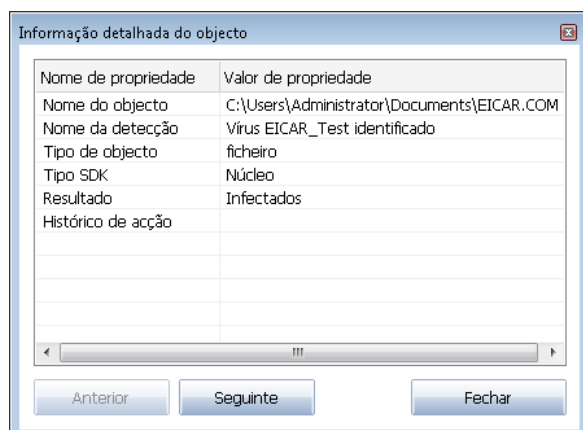 Informação detalhada do objecto
Nome de propriedade Valor de propriedade
Nome do objecto C:\Users\Administrator\Documents\EICAR.COM
Nome da detecção Vírus EICAR_Test identificado
Tipo de objecto ficheiro
Tipo SDK Núcleo
Resultado Infectados
Histórico de acção
Anterior Seguinte Fechar